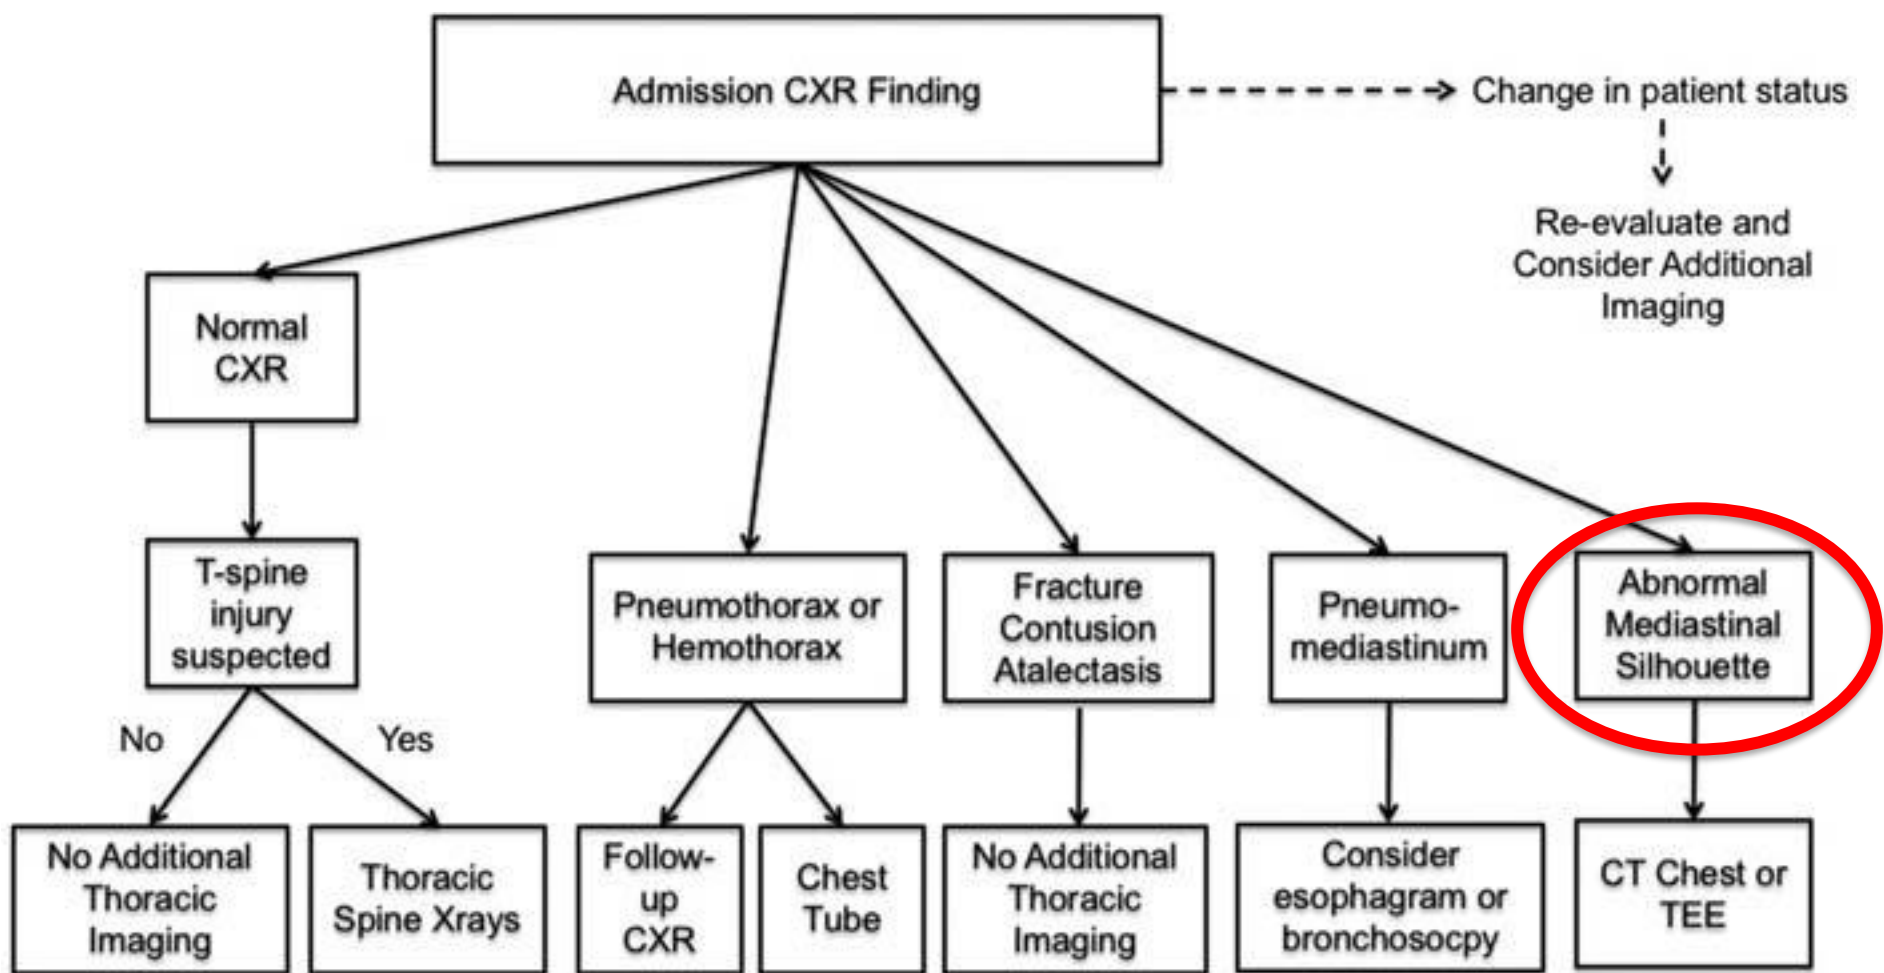 Admission CXR Finding
Change in patient status
Re-evaluate and
Consider Additional
Imaging
Normal
CXR
T-spine
injury
suspected
Pneumothorax or
Hemothorax
Fracture
Contusion
Atalectasis
Pneumo-
mediastinum
Abnormal
Mediastinal
Silhouette
No
Yes
No Additional
Thoracic
Imaging
Thoracic
Spine Xrays
Follow-
up
CXR
Chest
Tube
No Additional
Thoracic
Imaging
Consider
esophagram or
bronchosocpy
CT Chest or
TEE